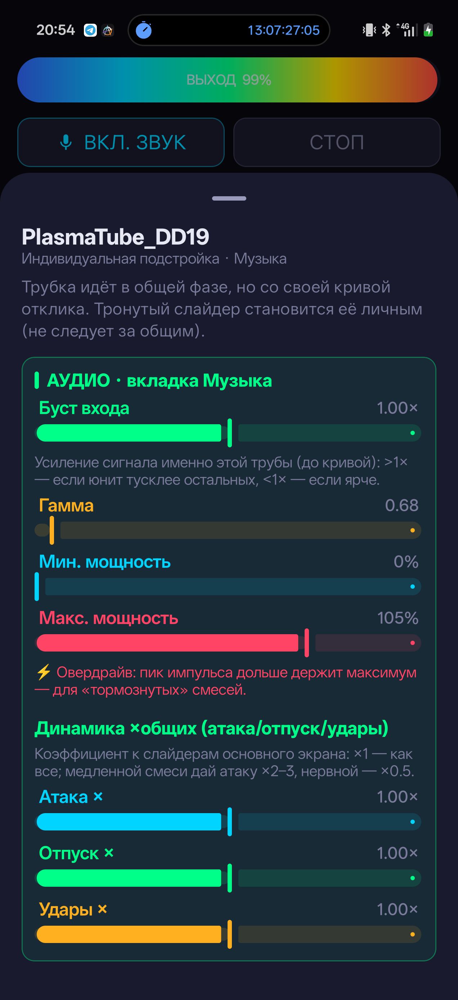 20:54
13:07:27:05
4G
ВЫХОД 99%
ВКЛ. ЗВУК
СТОП
PlasmaTube_DD19
Индивидуальная подстройка · Музыка
Трубка идёт в общей фазе, но со своей кривой
отклика. Тронутый слайдер становится её личным
(не следует за общим).
АУДИО · вкладка Музыка
Буст входа 1.00×
Усиление сигнала именно этой трубы (до кривой): >1×
— если юнит тусклее остальных, <1× — если ярче.
Гамма 0.68
Мин. мощность 0%
Макс. мощность 105%
⚡ Овердрайв: пик импульса дольше держит максимум
— для «тормознутых» смесей.
Динамика ×общих (атака/отпуск/удары)
Коэффициент к слайдерам основного экрана: ×1 — как
все; медленной смеси дай атаку ×2–3, нервной — ×0.5.
Атака × 1.00×
Отпуск × 1.00×
Удары × 1.00×